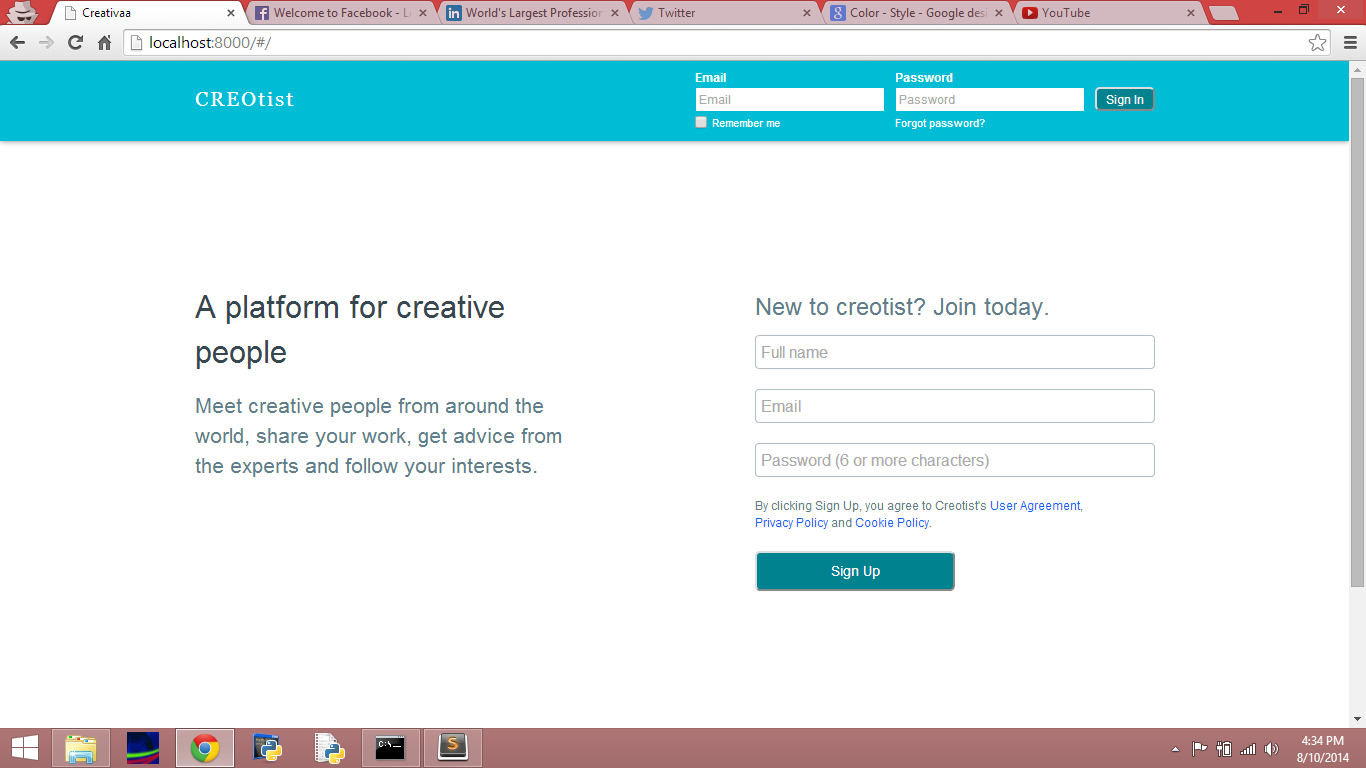 Creativaa
Welcome to Facebook - L
World's Largest Profession
Twitter
Color - Style - Google desi
YouTube
localhost:8000/#/
CREOtist
Email
Password
Email
Password
Sign In
Remember me
Forgot password?
A platform for creative
people
Meet creative people from around the
world, share your work, get advice from
the experts and follow your interests.
New to creotist? Join today.
Full name
Email
Password (6 or more characters)
By clicking Sign Up, you agree to Creotist's User Agreement,
Privacy Policy and Cookie Policy.
Sign Up
C:\_
4:34 PM
8/10/2014